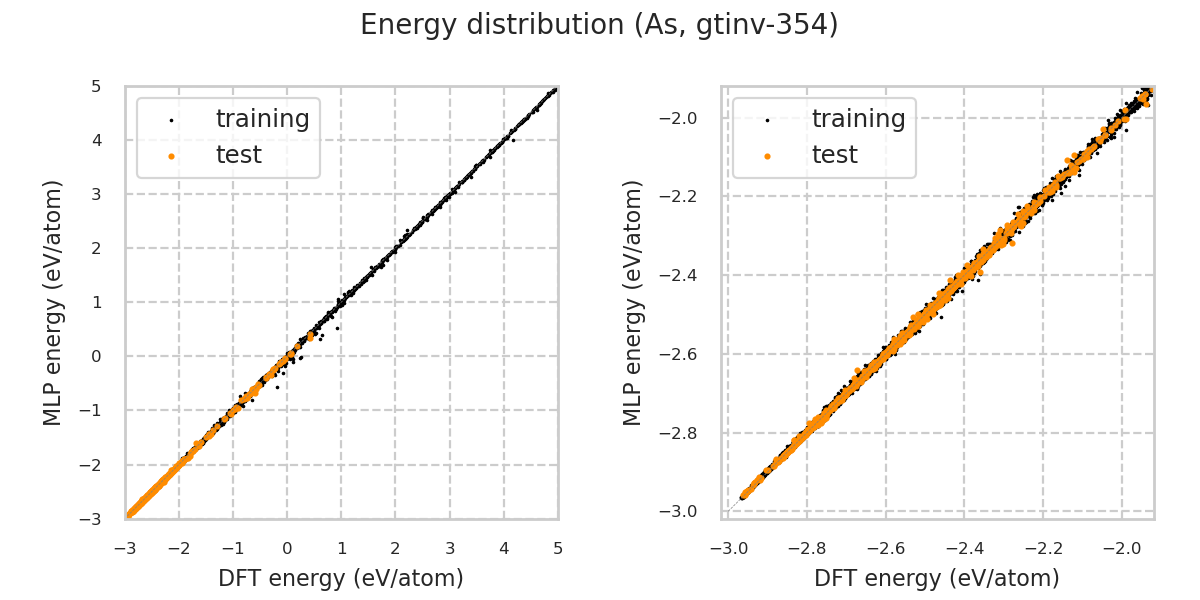 Energy distribution (As, gtinv-354)
training
test
MLP energy (eV/atom)
5
4
3
2
1
0
−1
−2
−3
−3 −2 −1 0 1 2 3 4 5
DFT energy (eV/atom)
training
test
MLP energy (eV/atom)
−2.0
−2.2
−2.4
−2.6
−2.8
−3.0
−3.0 −2.8 −2.6 −2.4 −2.2 −2.0
DFT energy (eV/atom)